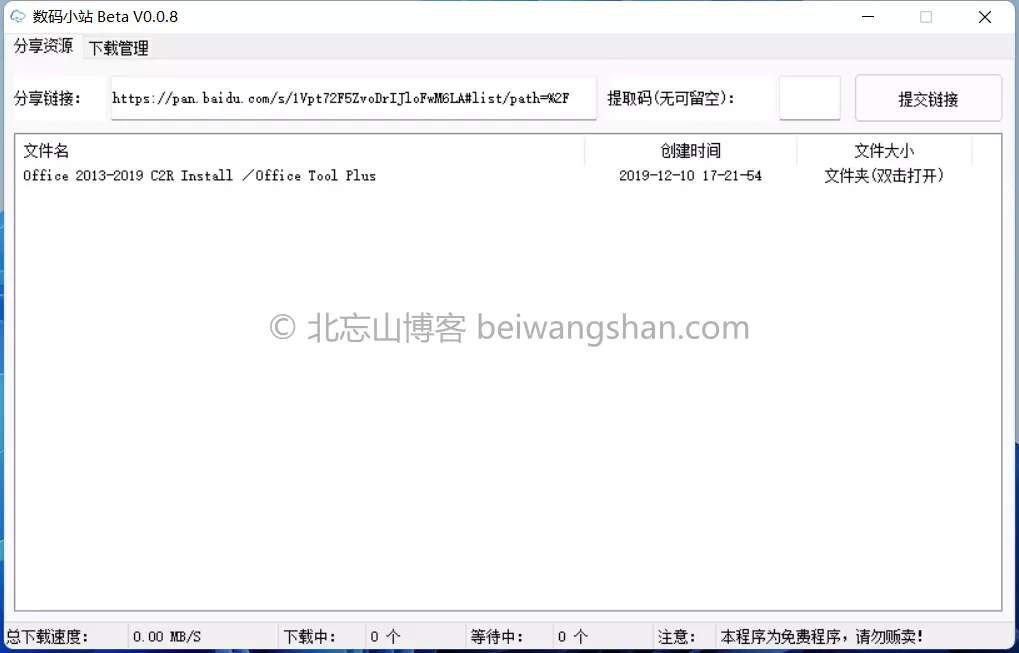 数码小站 Beta V0.0.8
分享资源 下载管理
分享链接： https://pan.baidu.com/s/1Vpt72F5ZvoDrIJloFwM6LA#list/path=%2F 提取码(无可留空)： 提交链接
文件名 创建时间 文件大小
Office 2013-2019 C2R Install ／Office Tool Plus 2019-12-10 17-21-54 文件夹(双击打开)
© 北忘山博客 beiwangshan.com
总下载速度： 0.00 MB/S 下载中： 0 个 等待中： 0 个 注意： 本程序为免费程序，请勿贩卖！